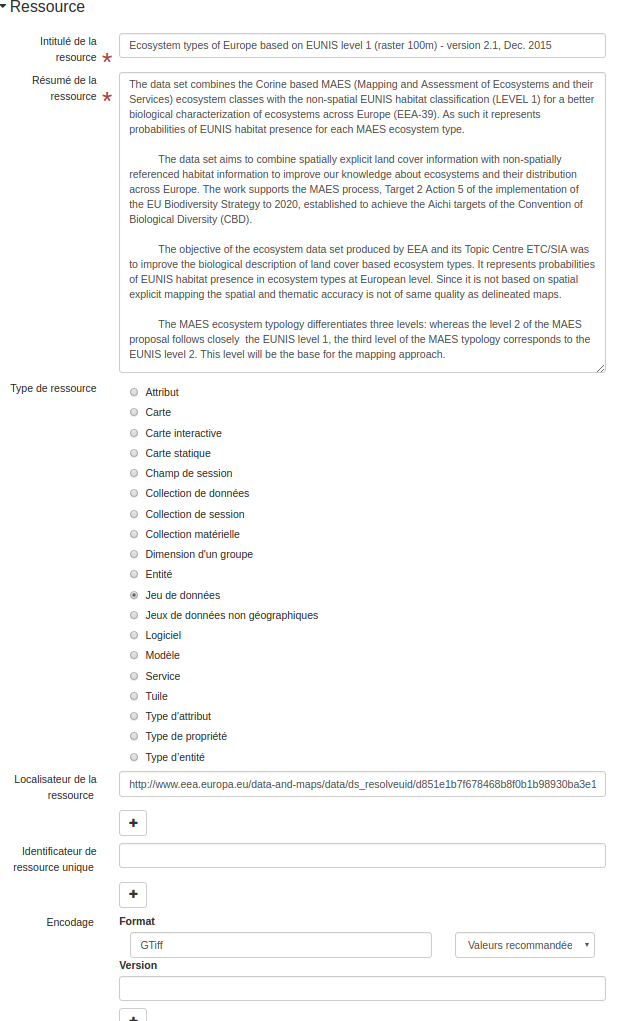 Ressource
Intitulé de la
resource *
Ecosystem types of Europe based on EUNIS level 1 (raster 100m) - version 2.1, Dec. 2015
Résumé de la
ressource *
The data set combines the Corine based MAES (Mapping and Assessment of Ecosystems and their
Services) ecosystem classes with the non-spatial EUNIS habitat classification (LEVEL 1) for a better
biological characterization of ecosystems across Europe (EEA-39). As such it represents
probabilities of EUNIS habitat presence for each MAES ecosystem type.
The data set aims to combine spatially explicit land cover information with non-spatially
referenced habitat information to improve our knowledge about ecosystems and their distribution
across Europe. The work supports the MAES process, Target 2 Action 5 of the implementation of
the EU Biodiversity Strategy to 2020, established to achieve the Aichi targets of the Convention of
Biological Diversity (CBD).
The objective of the ecosystem data set produced by EEA and its Topic Centre ETC/SIA was
to improve the biological description of land cover based ecosystem types. It represents probabilities
of EUNIS habitat presence in ecosystem types at European level. Since it is not based on spatial
explicit mapping the spatial and thematic accuracy is not of same quality as delineated maps.
The MAES ecosystem typology differentiates three levels: whereas the level 2 of the MAES
proposal follows closely  the EUNIS level 1, the third level of the MAES typology corresponds to the
EUNIS level 2. This level will be the base for the mapping approach.
Type de ressource
Attribut
Carte
Carte interactive
Carte statique
Champ de session
Collection de données
Collection de session
Collection matérielle
Dimension d'un groupe
Entité
Jeu de données
Jeux de données non géographiques
Logiciel
Modèle
Service
Tuile
Type d'attribut
Type de propriété
Type d'entité
Localisateur de la
ressource
http://www.eea.europa.eu/data-and-maps/data/ds_resolveuid/d851e1b7f678468b8f0b1b98930ba3e1
+
Identificateur de
ressource unique
+
Encodage
Format
GTiff
Valeurs recommandée
Version
+